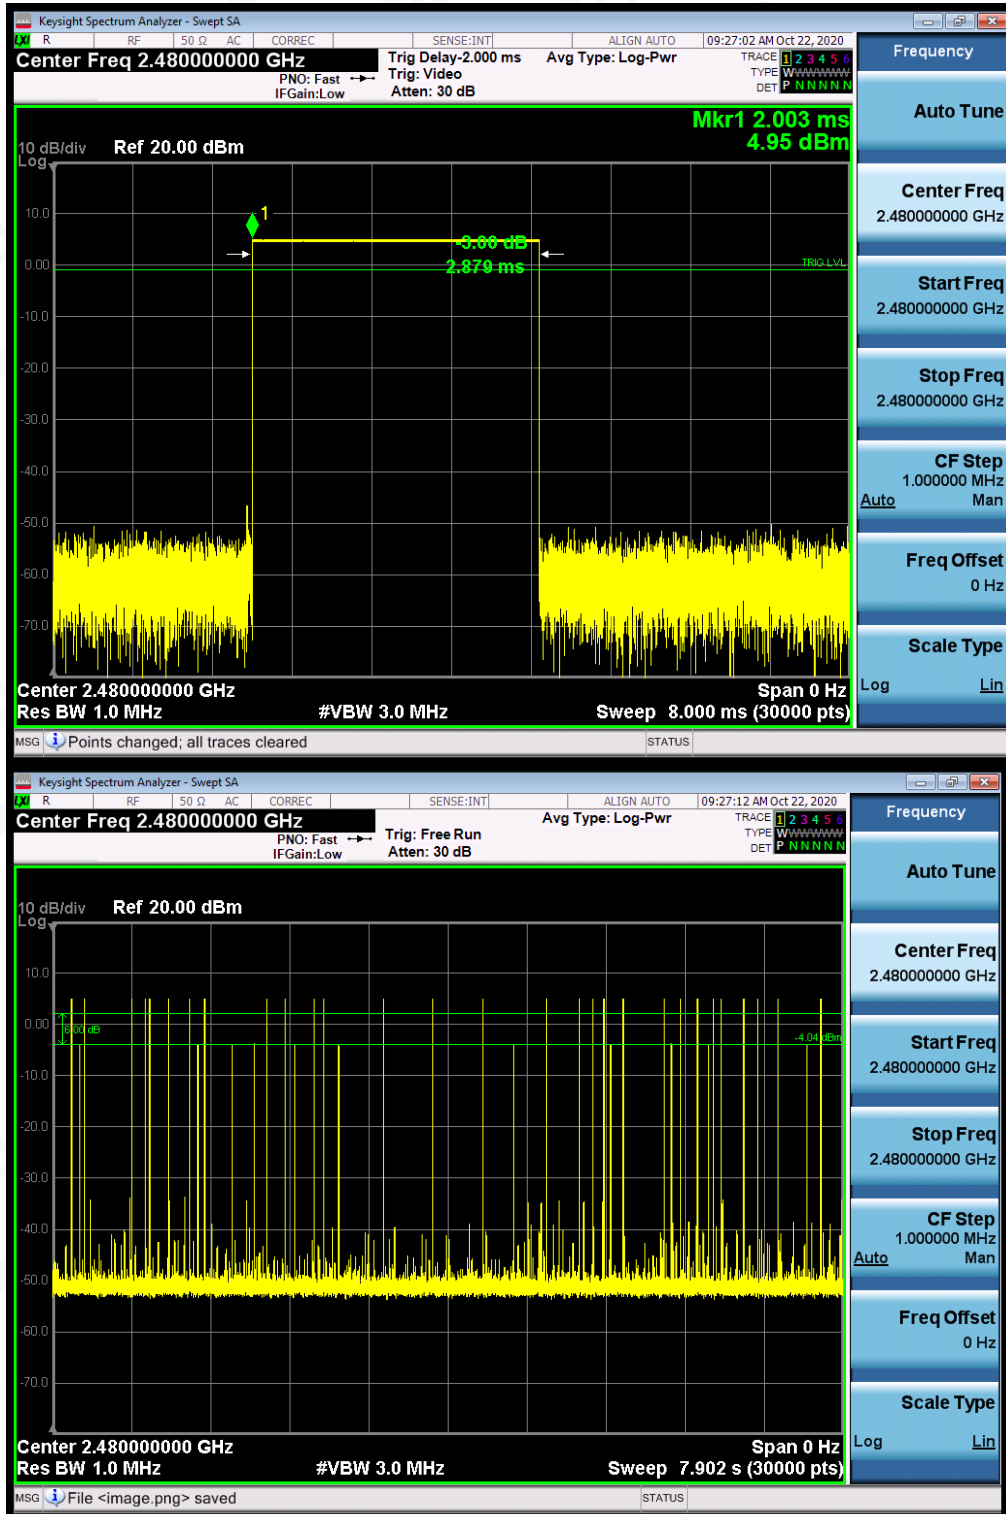 Keysight Spectrum Analyzer - Swept SA
LXI R RF 50 Ω AC CORREC SENSE:INT ALIGN AUTO 09:27:02 AM Oct 22, 2020
Center Freq 2.480000000 GHz
Trig Delay-2.000 ms Avg Type: Log-Pwr
TRACE 1 2 3 4 5 6
PNO: Fast Trig: Video
TYPE WWWWWW
IFGain:Low Atten: 30 dB
DET P N N N N N
Mkr1 2.003 ms
4.95 dBm
10 dB/div Ref 20.00 dBm
Log
10.0
1
-3.00 dB
0.00
2.879 ms
TRIG LVL
-10.0
-20.0
-30.0
-40.0
-50.0
-60.0
-70.0
Center 2.480000000 GHz Span 0 Hz
Res BW 1.0 MHz #VBW 3.0 MHz Sweep 8.000 ms (30000 pts)
MSG Points changed; all traces cleared STATUS
Frequency
Auto Tune
Center Freq
2.480000000 GHz
Start Freq
2.480000000 GHz
Stop Freq
2.480000000 GHz
CF Step
1.000000 MHz
Auto Man
Freq Offset
0 Hz
Scale Type
Log Lin
Keysight Spectrum Analyzer - Swept SA
LXI R RF 50 Ω AC CORREC SENSE:INT ALIGN AUTO 09:27:12 AM Oct 22, 2020
Center Freq 2.480000000 GHz
Avg Type: Log-Pwr
TRACE 1 2 3 4 5 6
PNO: Fast Trig: Free Run
TYPE WWWWWW
IFGain:Low Atten: 30 dB
DET P N N N N N
10 dB/div Ref 20.00 dBm
Log
10.0
0.00
6.00 dB
-4.04 dBm
-10.0
-20.0
-30.0
-40.0
-50.0
-60.0
-70.0
Center 2.480000000 GHz Span 0 Hz
Res BW 1.0 MHz #VBW 3.0 MHz Sweep 7.902 s (30000 pts)
MSG File <image.png> saved STATUS
Frequency
Auto Tune
Center Freq
2.480000000 GHz
Start Freq
2.480000000 GHz
Stop Freq
2.480000000 GHz
CF Step
1.000000 MHz
Auto Man
Freq Offset
0 Hz
Scale Type
Log Lin